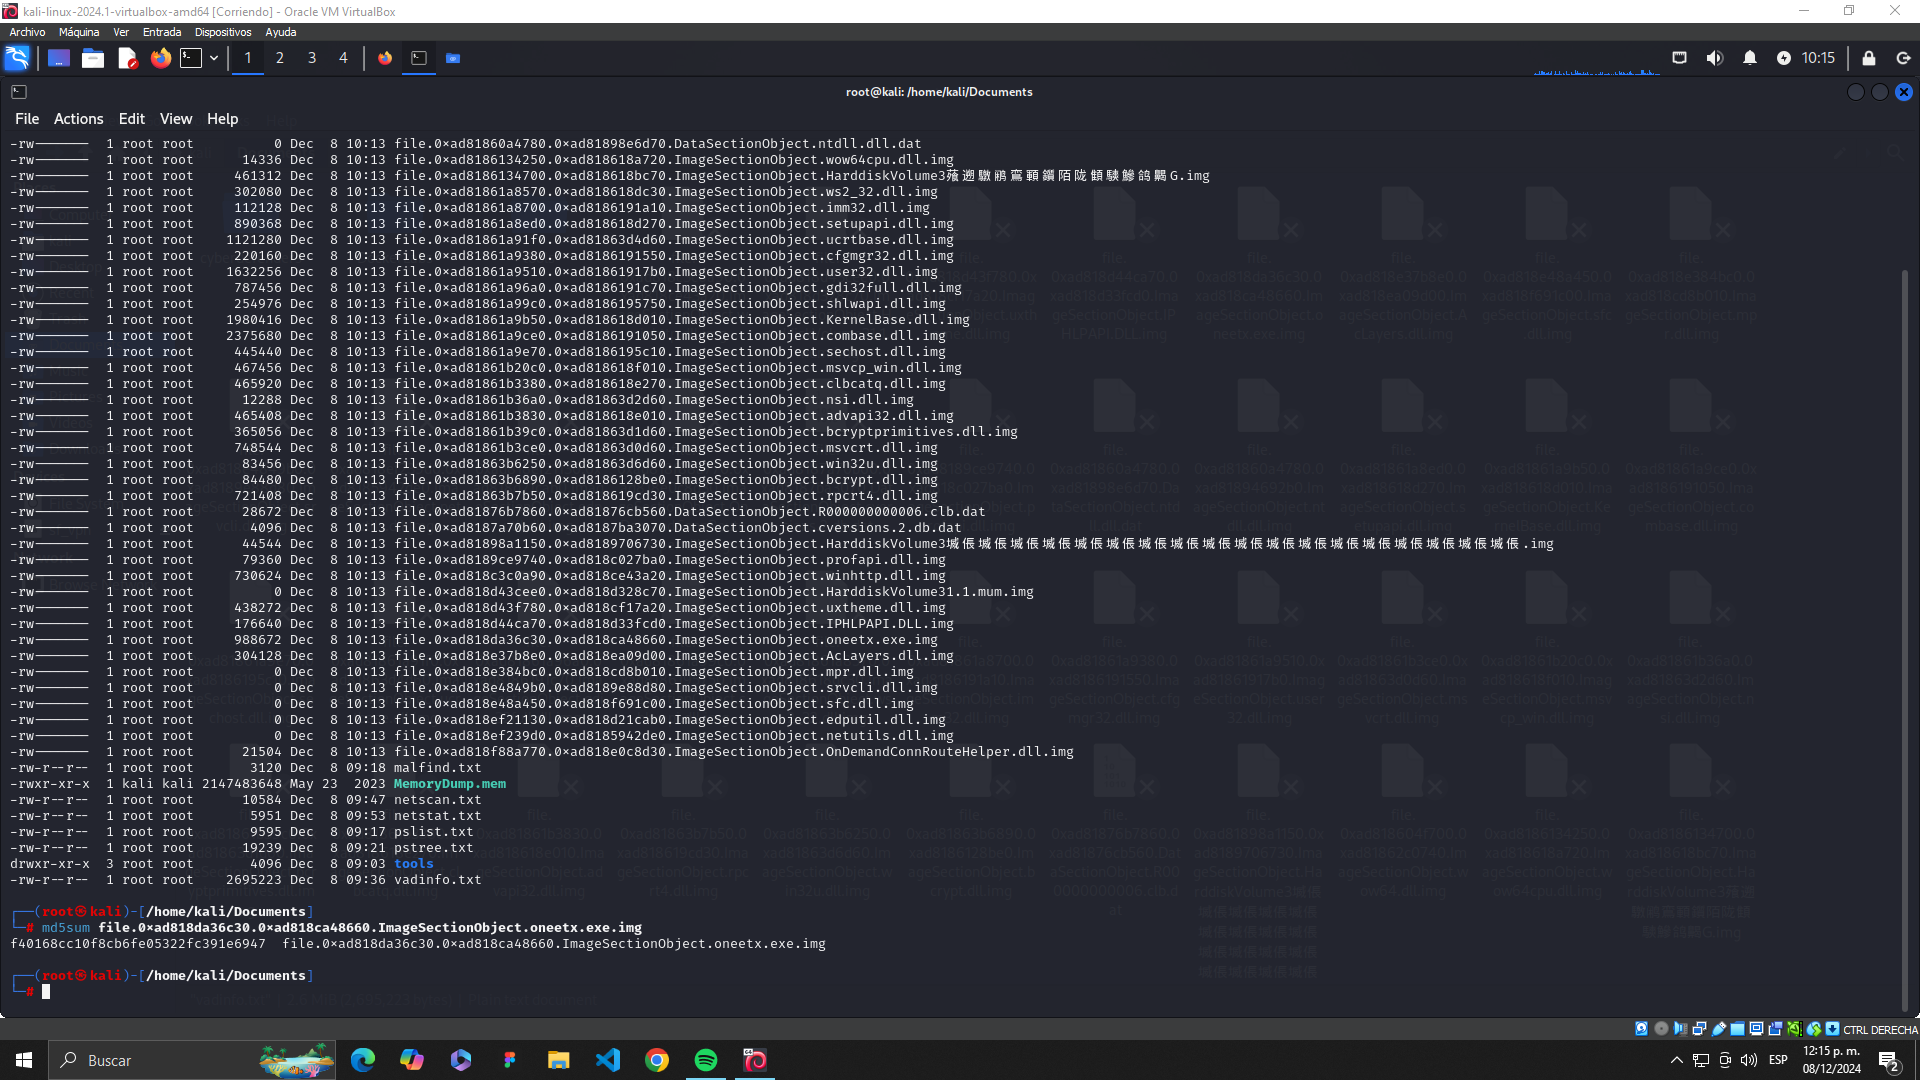 kali-linux-2024.1-virtualbox-amd64 [Corriendo] - Oracle VM VirtualBox
Archivo Máquina Ver Entrada Dispositivos Ayuda
1 2 3 4 10:15
root@kali: /home/kali/Documents
File Actions Edit View Help
-rw------- 1 root root 0 Dec 8 10:13 file.0×ad81860a4780.0×ad81898e6d70.DataSectionObject.ntdll.dll.dat
-rw------- 1 root root 14336 Dec 8 10:13 file.0×ad8186134250.0×ad818618a720.ImageSectionObject.wow64cpu.dll.img
-rw------- 1 root root 461312 Dec 8 10:13 file.0×ad8186134700.0×ad818618bc70.ImageSectionObject.HarddiskVolume3 G.img
-rw------- 1 root root 302080 Dec 8 10:13 file.0×ad81861a8570.0×ad818618dc30.ImageSectionObject.ws2_32.dll.img
-rw------- 1 root root 112128 Dec 8 10:13 file.0×ad81861a8700.0×ad8186191a10.ImageSectionObject.imm32.dll.img
-rw------- 1 root root 890368 Dec 8 10:13 file.0×ad81861a8ed0.0×ad818618d270.ImageSectionObject.setupapi.dll.img
-rw------- 1 root root 1121280 Dec 8 10:13 file.0×ad81861a91f0.0×ad81863d4d60.ImageSectionObject.ucrtbase.dll.img
-rw------- 1 root root 220160 Dec 8 10:13 file.0×ad81861a9380.0×ad8186191550.ImageSectionObject.cfgmgr32.dll.img
-rw------- 1 root root 1632256 Dec 8 10:13 file.0×ad81861a9510.0×ad81861917b0.ImageSectionObject.user32.dll.img
-rw------- 1 root root 787456 Dec 8 10:13 file.0×ad81861a96a0.0×ad8186191c70.ImageSectionObject.gdi32full.dll.img
-rw------- 1 root root 254976 Dec 8 10:13 file.0×ad81861a99c0.0×ad8186195750.ImageSectionObject.shlwapi.dll.img
-rw------- 1 root root 1980416 Dec 8 10:13 file.0×ad81861a9b50.0×ad818618d010.ImageSectionObject.KernelBase.dll.img
-rw------- 1 root root 2375680 Dec 8 10:13 file.0×ad81861a9ce0.0×ad8186191050.ImageSectionObject.combase.dll.img
-rw------- 1 root root 445440 Dec 8 10:13 file.0×ad81861a9e70.0×ad8186195c10.ImageSectionObject.sechost.dll.img
-rw------- 1 root root 467456 Dec 8 10:13 file.0×ad81861b20c0.0×ad818618f010.ImageSectionObject.msvcp_win.dll.img
-rw------- 1 root root 465920 Dec 8 10:13 file.0×ad81861b3380.0×ad818618e270.ImageSectionObject.clbcatq.dll.img
-rw------- 1 root root 12288 Dec 8 10:13 file.0×ad81861b36a0.0×ad81863d2d60.ImageSectionObject.nsi.dll.img
-rw------- 1 root root 465408 Dec 8 10:13 file.0×ad81861b3830.0×ad818618e010.ImageSectionObject.advapi32.dll.img
-rw------- 1 root root 365056 Dec 8 10:13 file.0×ad81861b39c0.0×ad81863d1d60.ImageSectionObject.bcryptprimitives.dll.img
-rw------- 1 root root 748544 Dec 8 10:13 file.0×ad81861b3ce0.0×ad81863d0d60.ImageSectionObject.msvcrt.dll.img
-rw------- 1 root root 83456 Dec 8 10:13 file.0×ad81863b6250.0×ad81863d6d60.ImageSectionObject.win32u.dll.img
-rw------- 1 root root 84480 Dec 8 10:13 file.0×ad81863b6890.0×ad8186128be0.ImageSectionObject.bcrypt.dll.img
-rw------- 1 root root 721408 Dec 8 10:13 file.0×ad81863b7b50.0×ad818619cd30.ImageSectionObject.rpcrt4.dll.img
-rw------- 1 root root 28672 Dec 8 10:13 file.0×ad81876b7860.0×ad81876cb560.DataSectionObject.R000000000006.clb.dat
-rw------- 1 root root 4096 Dec 8 10:13 file.0×ad8187a70b60.0×ad8187ba3070.DataSectionObject.cversions.2.db.dat
-rw------- 1 root root 44544 Dec 8 10:13 file.0×ad81898a1150.0×ad8189706730.ImageSectionObject.HarddiskVolume3 .img
-rw------- 1 root root 79360 Dec 8 10:13 file.0×ad8189ce9740.0×ad818c027ba0.ImageSectionObject.profapi.dll.img
-rw------- 1 root root 730624 Dec 8 10:13 file.0×ad818c3c0a90.0×ad818ce43a20.ImageSectionObject.winhttp.dll.img
-rw------- 1 root root 0 Dec 8 10:13 file.0×ad818d43cee0.0×ad818d328c70.ImageSectionObject.HarddiskVolume31.1.mum.img
-rw------- 1 root root 438272 Dec 8 10:13 file.0×ad818d43f780.0×ad818cf17a20.ImageSectionObject.uxtheme.dll.img
-rw------- 1 root root 176640 Dec 8 10:13 file.0×ad818d44ca70.0×ad818d33fcd0.ImageSectionObject.IPHLPAPI.DLL.img
-rw------- 1 root root 988672 Dec 8 10:13 file.0×ad818da36c30.0×ad818ca48660.ImageSectionObject.oneetx.exe.img
-rw------- 1 root root 304128 Dec 8 10:13 file.0×ad818e37b8e0.0×ad818ea09d00.ImageSectionObject.AcLayers.dll.img
-rw------- 1 root root 0 Dec 8 10:13 file.0×ad818e384bc0.0×ad818cd8b010.ImageSectionObject.mpr.dll.img
-rw------- 1 root root 0 Dec 8 10:13 file.0×ad818e4849b0.0×ad8189e88d80.ImageSectionObject.srvcli.dll.img
-rw------- 1 root root 0 Dec 8 10:13 file.0×ad818e48a450.0×ad818f691c00.ImageSectionObject.sfc.dll.img
-rw------- 1 root root 0 Dec 8 10:13 file.0×ad818ef21130.0×ad818d21cab0.ImageSectionObject.edputil.dll.img
-rw------- 1 root root 0 Dec 8 10:13 file.0×ad818ef239d0.0×ad8185942de0.ImageSectionObject.netutils.dll.img
-rw------- 1 root root 21504 Dec 8 10:13 file.0×ad818f88a770.0×ad818e0c8d30.ImageSectionObject.OnDemandConnRouteHelper.dll.img
-rw-r--r-- 1 root root 3120 Dec 8 09:18 malfind.txt
-rwxr-xr-x 1 kali kali 2147483648 May 23 2023 MemoryDump.mem
-rw-r--r-- 1 root root 10584 Dec 8 09:47 netscan.txt
-rw-r--r-- 1 root root 5951 Dec 8 09:53 netstat.txt
-rw-r--r-- 1 root root 9595 Dec 8 09:17 pslist.txt
-rw-r--r-- 1 root root 19239 Dec 8 09:21 pstree.txt
drwxr-xr-x 3 root root 4096 Dec 8 09:03 tools
-rw-r--r-- 1 root root 2695223 Dec 8 09:36 vadinfo.txt
┌──(root㉿kali)-[/home/kali/Documents]
└─# md5sum file.0×ad818da36c30.0×ad818ca48660.ImageSectionObject.oneetx.exe.img
f40168cc10f8cb6fe05322fc391e6947 file.0×ad818da36c30.0×ad818ca48660.ImageSectionObject.oneetx.exe.img
┌──(root㉿kali)-[/home/kali/Documents]
└─#
CTRL DERECHA
Buscar
ESP
12:15 p. m.
08/12/2024
2